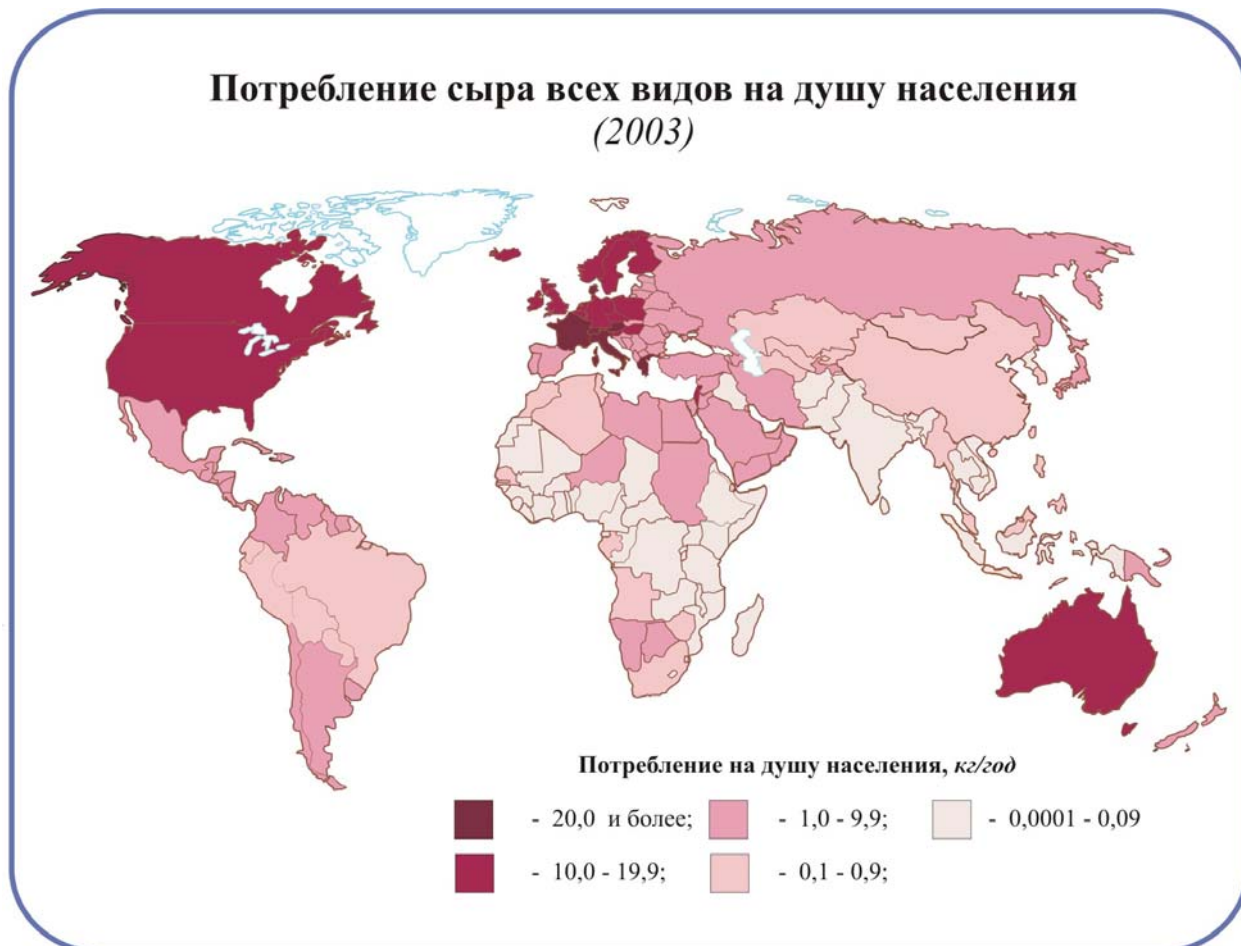 Потребление сыра всех видов на душу населения
(2003)
Потребление на душу населения, кг/год
- 20,0 и более;
- 1,0 - 9,9;
- 0,0001 - 0,09
- 10,0 - 19,9;
- 0,1 - 0,9;